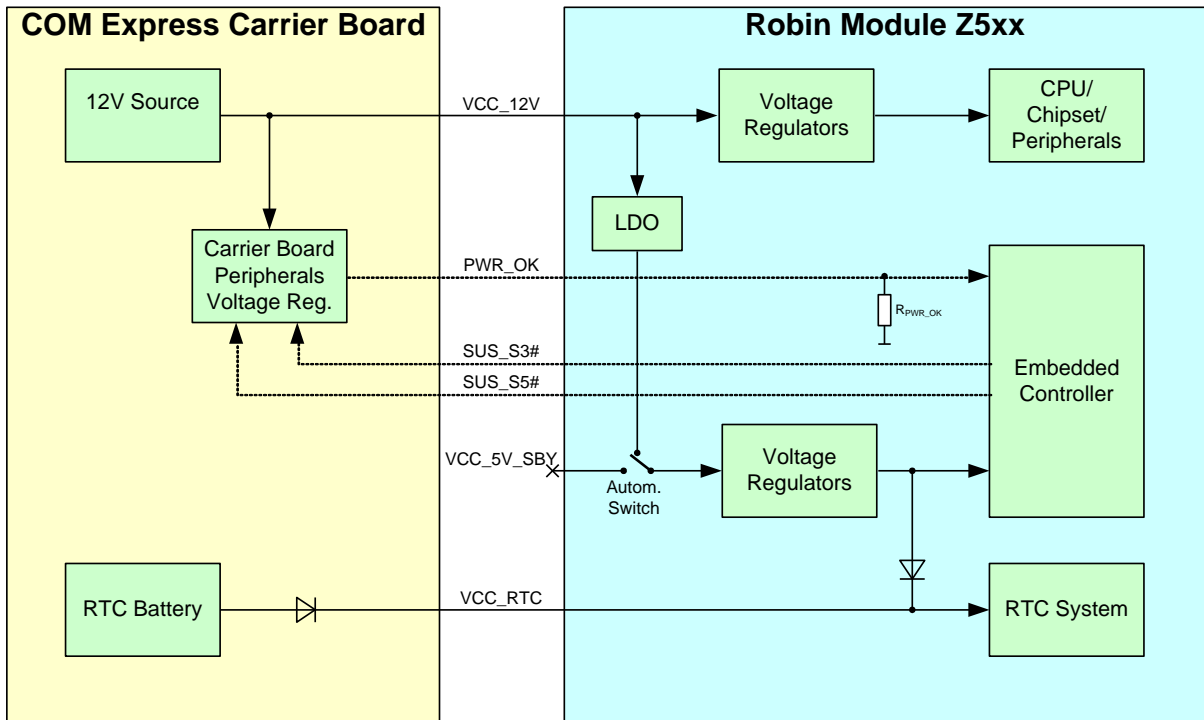 COM Express Carrier Board
Robin Module Z5xx
12V Source
VCC_12V
Voltage
Regulators
CPU/
Chipset/
Peripherals
LDO
Carrier Board
Peripherals
Voltage Reg.
PWR_OK
RPWR_OK
SUS_S3#
SUS_S5#
Embedded
Controller
VCC_5V_SBY
Autom.
Switch
Voltage
Regulators
RTC Battery
VCC_RTC
RTC System